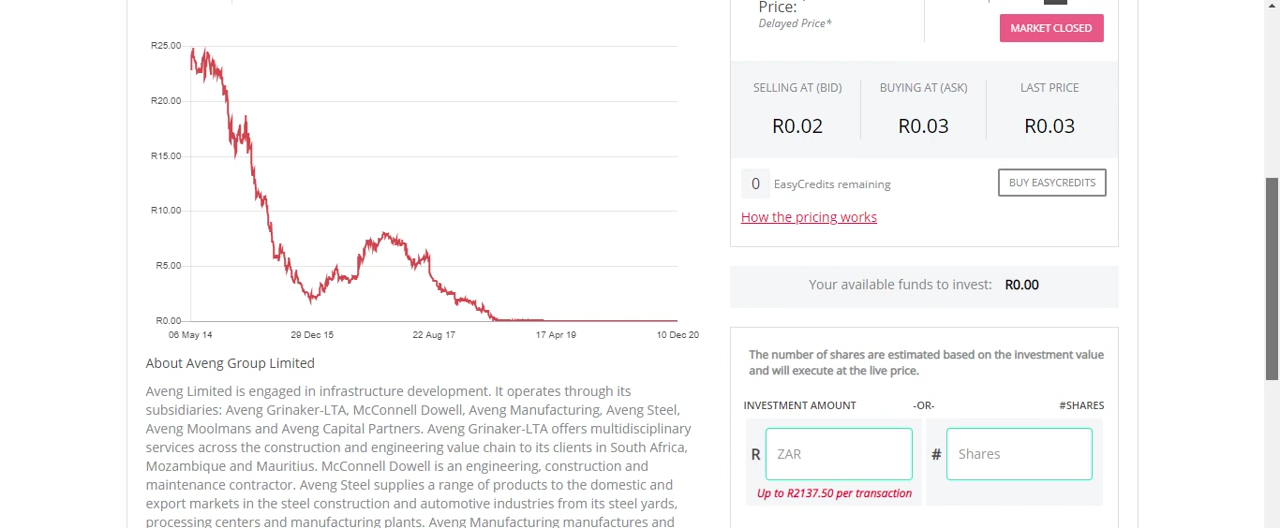 Price:
Delayed Price*
MARKET CLOSED
R25.00
R20.00
R15.00
R10.00
R5.00
R0.00
06 May 14
29 Dec 15
22 Aug 17
17 Apr 19
10 Dec 20
About Aveng Group Limited
Aveng Limited is engaged in infrastructure development. It operates through its
subsidiaries: Aveng Grinaker-LTA, McConnell Dowell, Aveng Manufacturing, Aveng Steel,
Aveng Moolmans and Aveng Capital Partners. Aveng Grinaker-LTA offers multidisciplinary
services across the construction and engineering value chain to its clients in South Africa,
Mozambique and Mauritius. McConnell Dowell is an engineering, construction and
maintenance contractor. Aveng Steel supplies a range of products to the domestic and
export markets in the steel construction and automotive industries from its steel yards,
processing centers and manufacturing plants. Aveng Manufacturing manufactures and
SELLING AT (BID)
R0.02
BUYING AT (ASK)
R0.03
LAST PRICE
R0.03
0 EasyCredits remaining
BUY EASYCREDITS
How the pricing works
Your available funds to invest: R0.00
The number of shares are estimated based on the investment value
and will execute at the live price.
INVESTMENT AMOUNT -OR- #SHARES
R ZAR # Shares
Up to R2137.50 per transaction